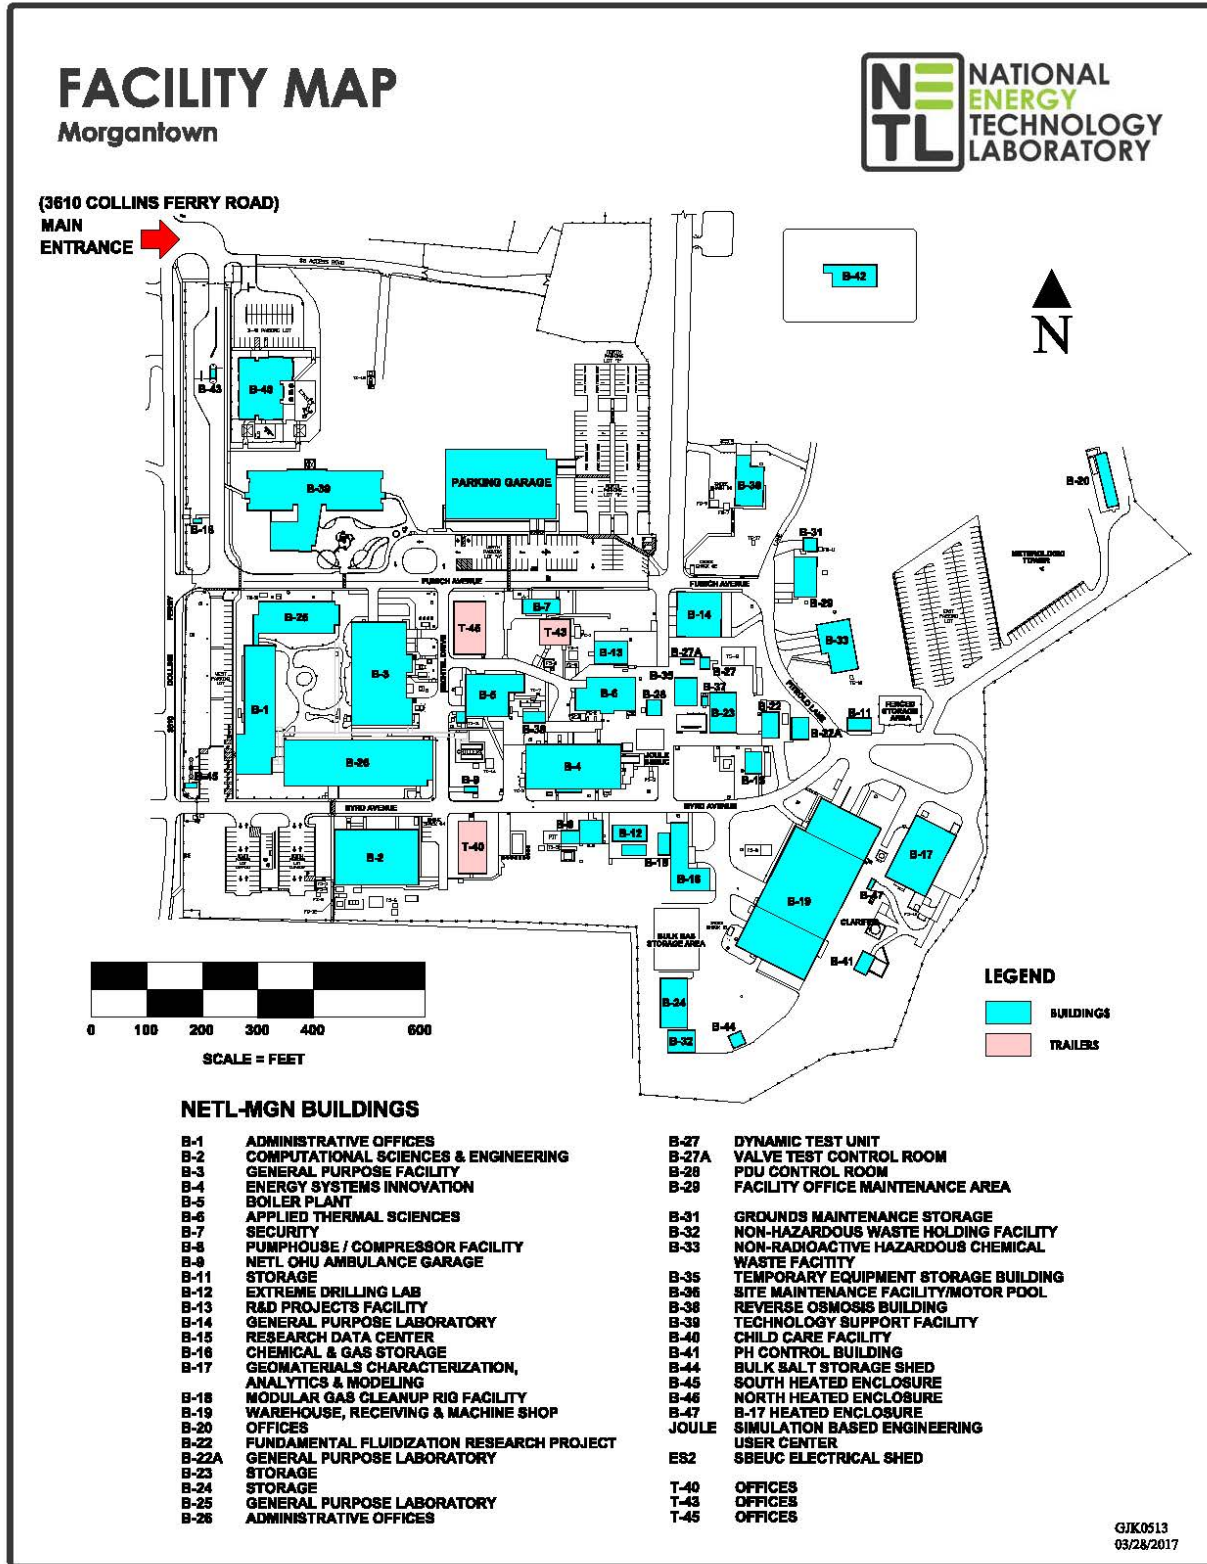 FACILITY MAP
Morgantown
NETL
NATIONAL
ENERGY
TECHNOLOGY
LABORATORY
(3610 COLLINS FERRY ROAD)
MAIN
ENTRANCE
B-42
N
B-43
B-20
PARKING GARAGE
B-39
B-31
B-29
B-33
FENCED
STORAGE
AREA
EAST
PARKING
LOT
B-11
PUBICH AVENUE
B-7
T-43
B-14
B-13
B-27A
B-27
B-35
B-37
B-23
B-22
B-22A
B-3
B-5
B-6
B-1
B-26
B-9
B-4
BYRD AVENUE
B-2
T-40
B-8
B-12
B-19
B-17
B-47
B-41
BULK GAS
STORAGE AREA
B-24
B-32
B-44
0 100 200 300 400 600
SCALE = FEET
LEGEND
BUILDINGS
TRAILERS
NETL-MGN BUILDINGS
B-1 ADMINISTRATIVE OFFICES
B-2 COMPUTATIONAL SCIENCES & ENGINEERING
B-3 GENERAL PURPOSE FACILITY
B-4 ENERGY SYSTEMS INNOVATION
B-5 BOILER PLANT
B-6 APPLIED THERMAL SCIENCES
B-7 SECURITY
B-8 PUMPHOUSE / COMPRESSOR FACILITY
B-9 NETL OHU AMBULANCE GARAGE
B-11 STORAGE
B-12 EXTREME DRILLING LAB
B-13 R&D PROJECTS FACILITY
B-14 GENERAL PURPOSE LABORATORY
B-15 RESEARCH DATA CENTER
B-16 CHEMICAL & GAS STORAGE
B-17 GEOMATERIALS CHARACTERIZATION,
ANALYTICS & MODELING
B-18 MODULAR GAS CLEANUP RIG FACILITY
B-19 WAREHOUSE, RECEIVING & MACHINE SHOP
B-20 OFFICES
B-22 FUNDAMENTAL FLUIDIZATION RESEARCH PROJECT
B-22A GENERAL PURPOSE LABORATORY
B-23 STORAGE
B-24 STORAGE
B-25 GENERAL PURPOSE LABORATORY
B-26 ADMINISTRATIVE OFFICES
B-27 DYNAMIC TEST UNIT
B-27A VALVE TEST CONTROL ROOM
B-28 PDU CONTROL ROOM
B-29 FACILITY OFFICE MAINTENANCE AREA
B-31 GROUNDS MAINTENANCE STORAGE
B-32 NON-HAZARDOUS WASTE HOLDING FACILITY
B-33 NON-RADIOACTIVE HAZARDOUS CHEMICAL
WASTE FACITITY
B-35 TEMPORARY EQUIPMENT STORAGE BUILDING
B-36 SITE MAINTENANCE FACILITY/MOTOR POOL
B-38 REVERSE OSMOSIS BUILDING
B-39 TECHNOLOGY SUPPORT FACILITY
B-40 CHILD CARE FACILITY
B-41 PH CONTROL BUILDING
B-44 BULK SALT STORAGE SHED
B-45 SOUTH HEATED ENCLOSURE
B-46 NORTH HEATED ENCLOSURE
B-47 B-17 HEATED ENCLOSURE
JOULE SIMULATION BASED ENGINEERING
USER CENTER
ES2 SBEUC ELECTRICAL SHED
T-40 OFFICES
T-43 OFFICES
T-45 OFFICES
GJK0513
03/28/2017